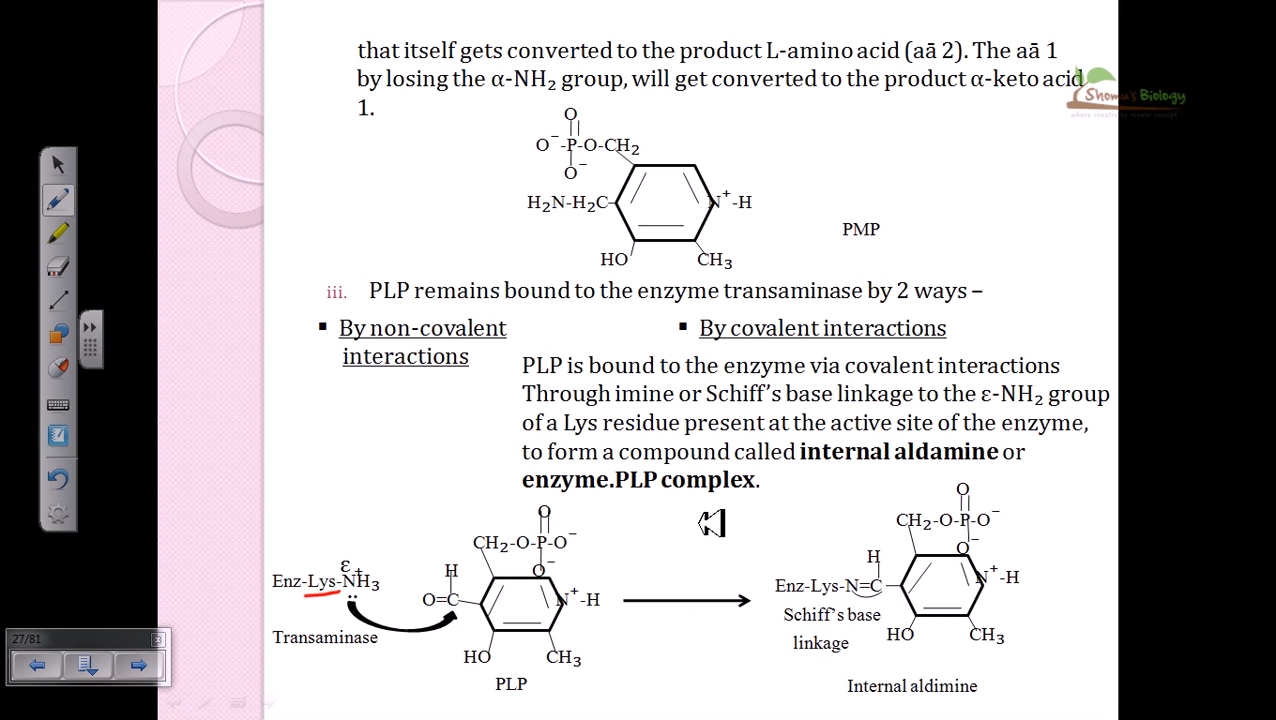 that itself gets converted to the product L-amino acid (aā 2). The aā 1
by losing the α-NH₂ group, will get converted to the product α-keto acid
1.
Shomu's Biology
O
O⁻-P-O-CH₂
O⁻
H₂N-H₂C-
N⁺-H
PMP
HO
CH₃
iii. PLP remains bound to the enzyme transaminase by 2 ways –
▪ By non-covalent
interactions
▪ By covalent interactions
PLP is bound to the enzyme via covalent interactions
Through imine or Schiff's base linkage to the ε-NH₂ group
of a Lys residue present at the active site of the enzyme,
to form a compound called internal aldamine or
enzyme.PLP complex.
O
CH₂-O-P-O⁻
O⁻
ε
Enz-Lys-N⁺H₃
H
O=C
N⁺-H
Transaminase
HO
CH₃
PLP
O
CH₂-O-P-O⁻
O⁻
H
Enz-Lys-N=C
N⁺-H
Schiff's base
linkage
HO
CH₃
Internal aldimine
27/81